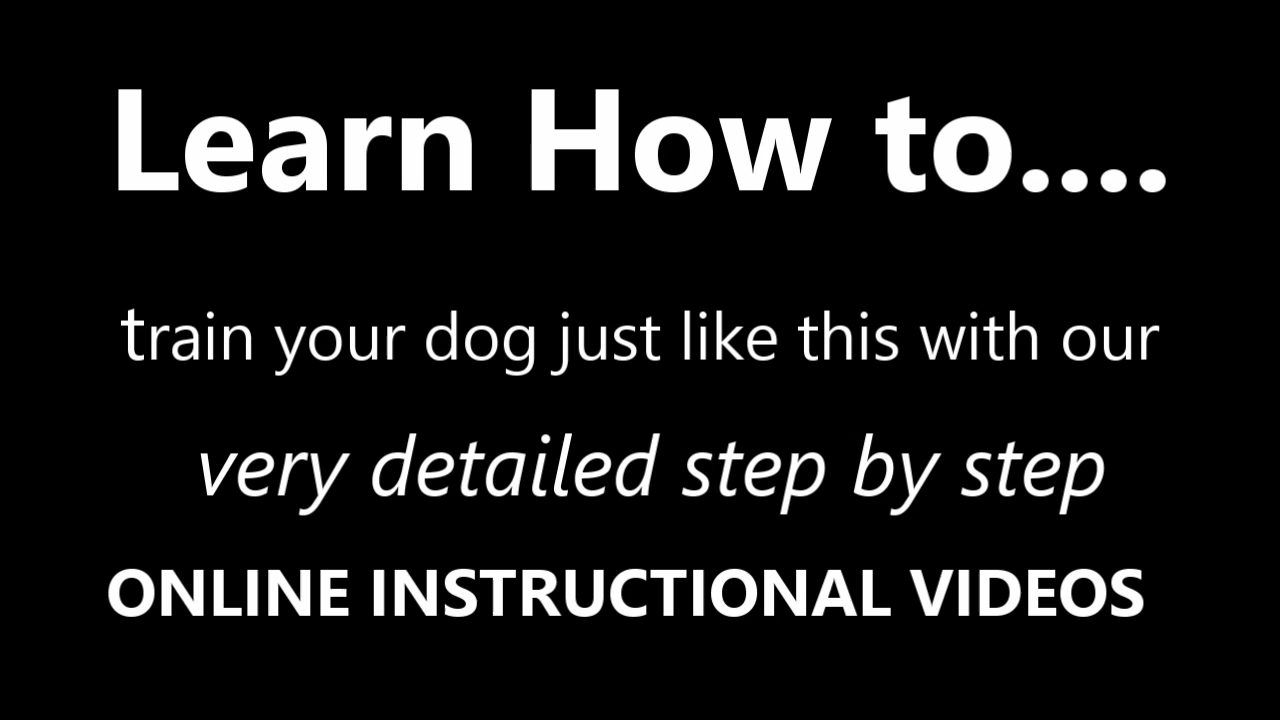 Learn How to....
train your dog just like this with our
very detailed step by step
ONLINE INSTRUCTIONAL VIDEOS